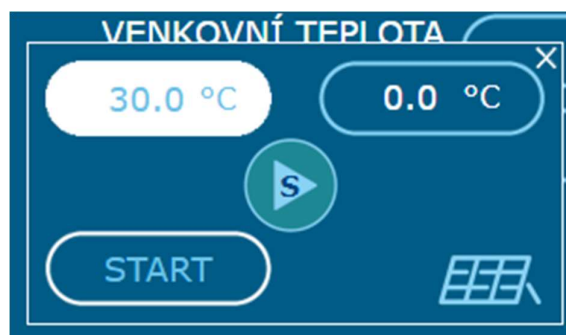 VENKOVNÍ TEPLOTA
×
30.0 °C
0.0 °C
S
START